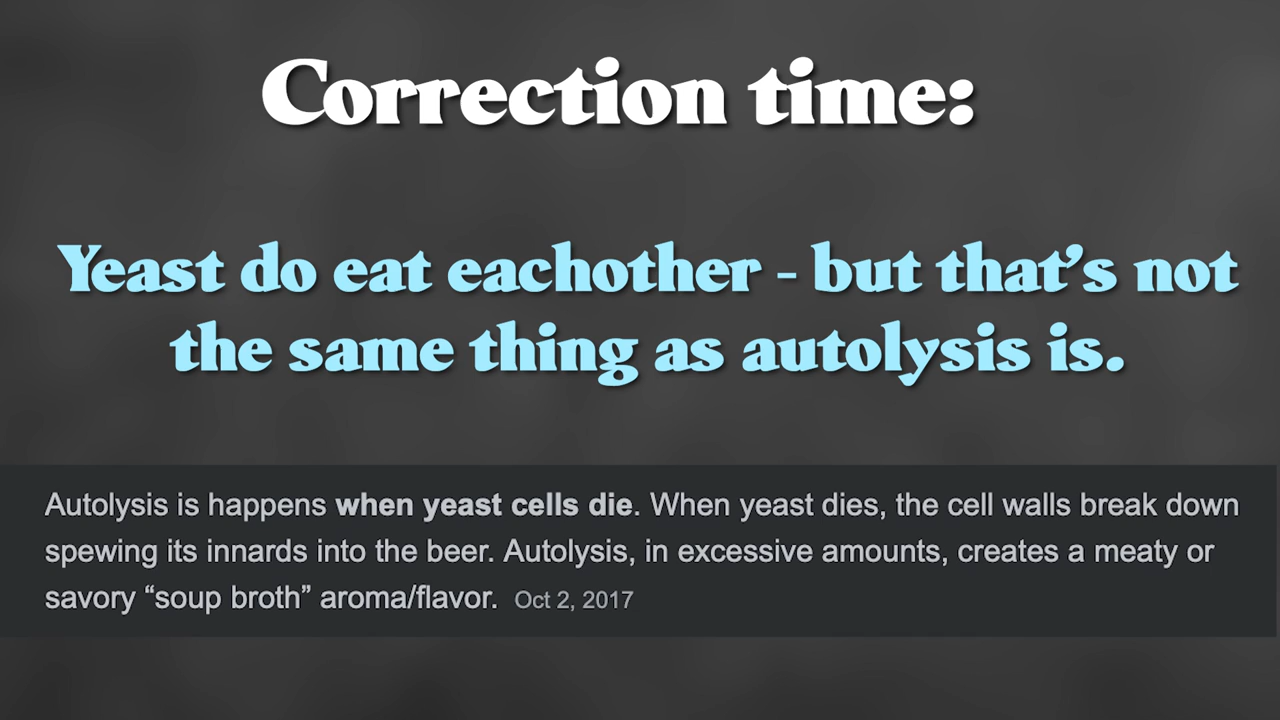 Correction time:
Yeast do eat eachother - but that's not
the same thing as autolysis is.
Autolysis is happens when yeast cells die. When yeast dies, the cell walls break down
spewing its innards into the beer. Autolysis, in excessive amounts, creates a meaty or
savory “soup broth” aroma/flavor. Oct 2, 2017